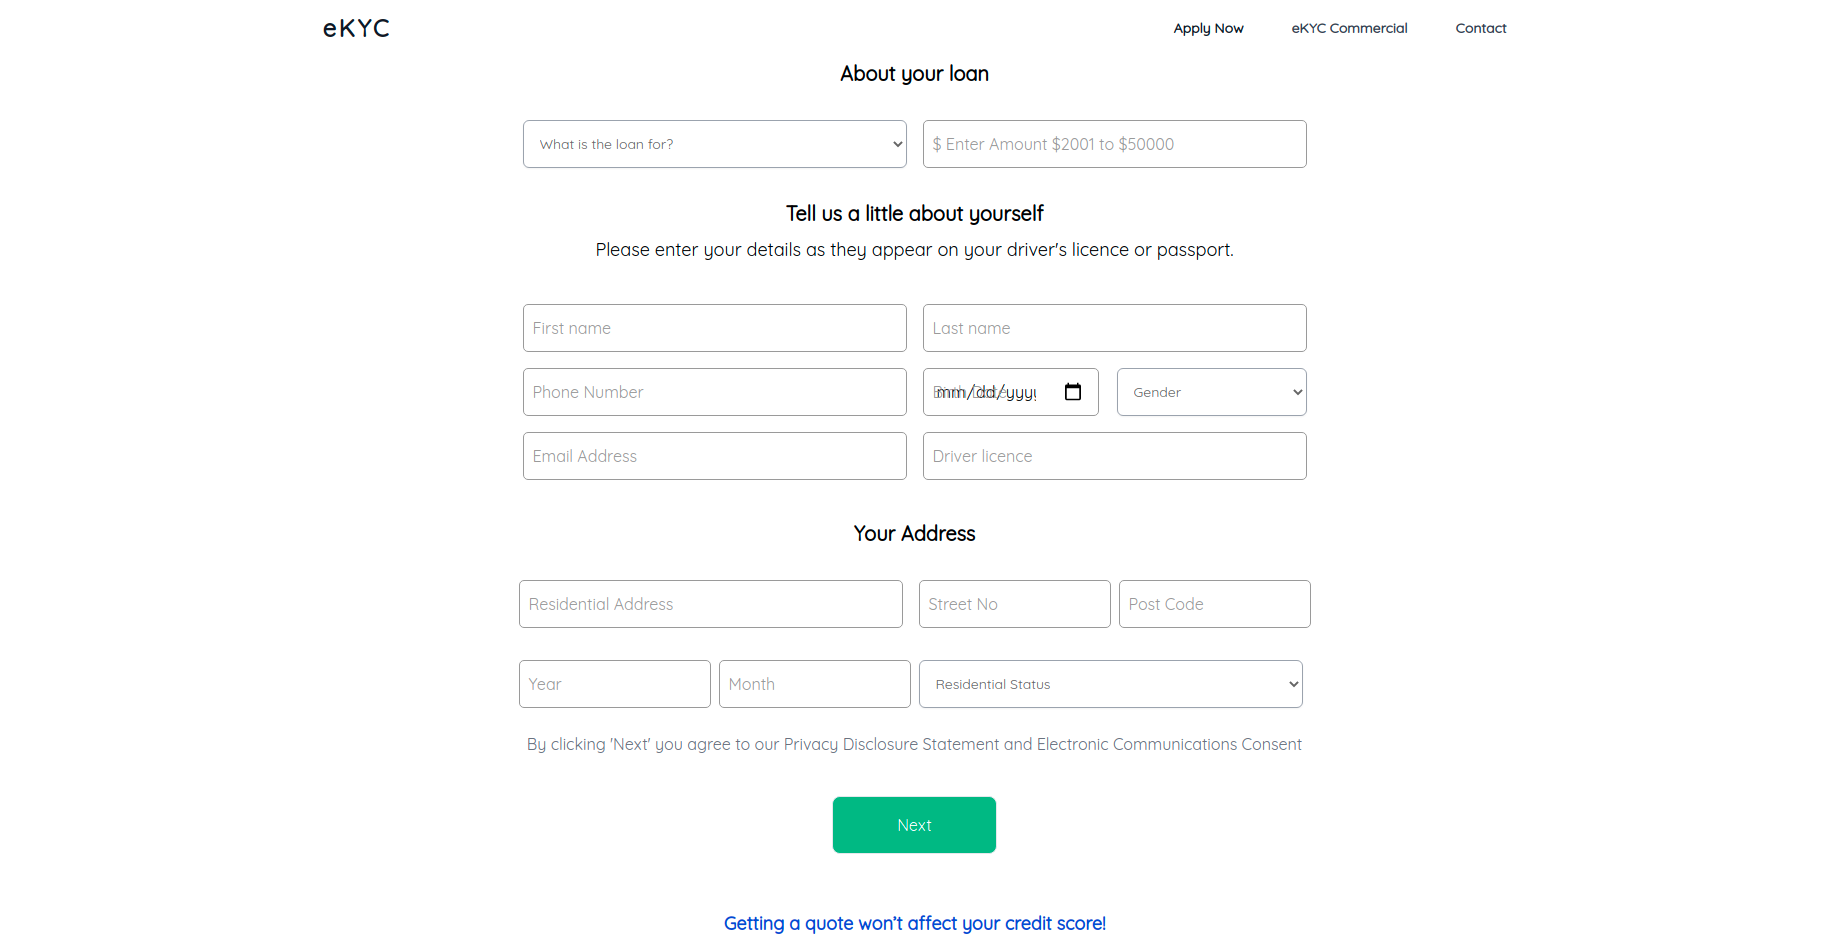 eKYC
Apply Now eKYC Commercial Contact
About your loan
What is the loan for? $ Enter Amount $2001 to $50000
Tell us a little about yourself
Please enter your details as they appear on your driver's licence or passport.
First name Last name
Phone Number Birth Date mm/dd/yyyy Gender
Email Address Driver licence
Your Address
Residential Address Street No Post Code
Year Month Residential Status
By clicking 'Next' you agree to our Privacy Disclosure Statement and Electronic Communications Consent
Next
Getting a quote won’t affect your credit score!